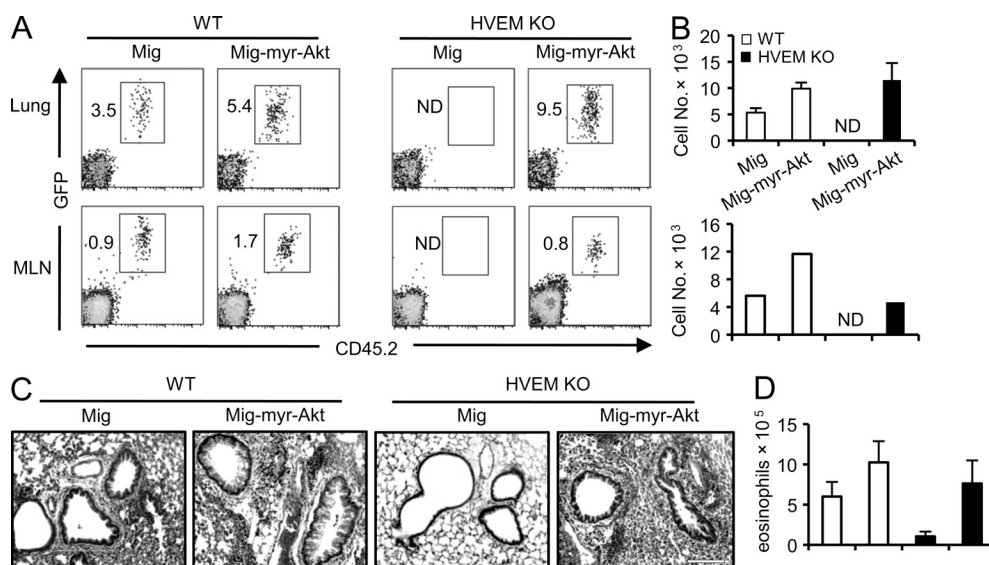 A
WT
HVEM KO
Mig
Mig-myr-Akt
Mig
Mig-myr-Akt
Lung
3.5
5.4
ND
9.5
GFP
MLN
0.9
1.7
ND
0.8
CD45.2
B
WT
HVEM KO
Cell No. × 10³
20
15
10
5
0
ND
Mig
Mig-myr-Akt
Mig
Mig-myr-Akt
Cell No. × 10³
16
12
8
4
0
ND
C
WT
HVEM KO
Mig
Mig-myr-Akt
Mig
Mig-myr-Akt
D
eosinophils × 10⁵
15
10
5
0